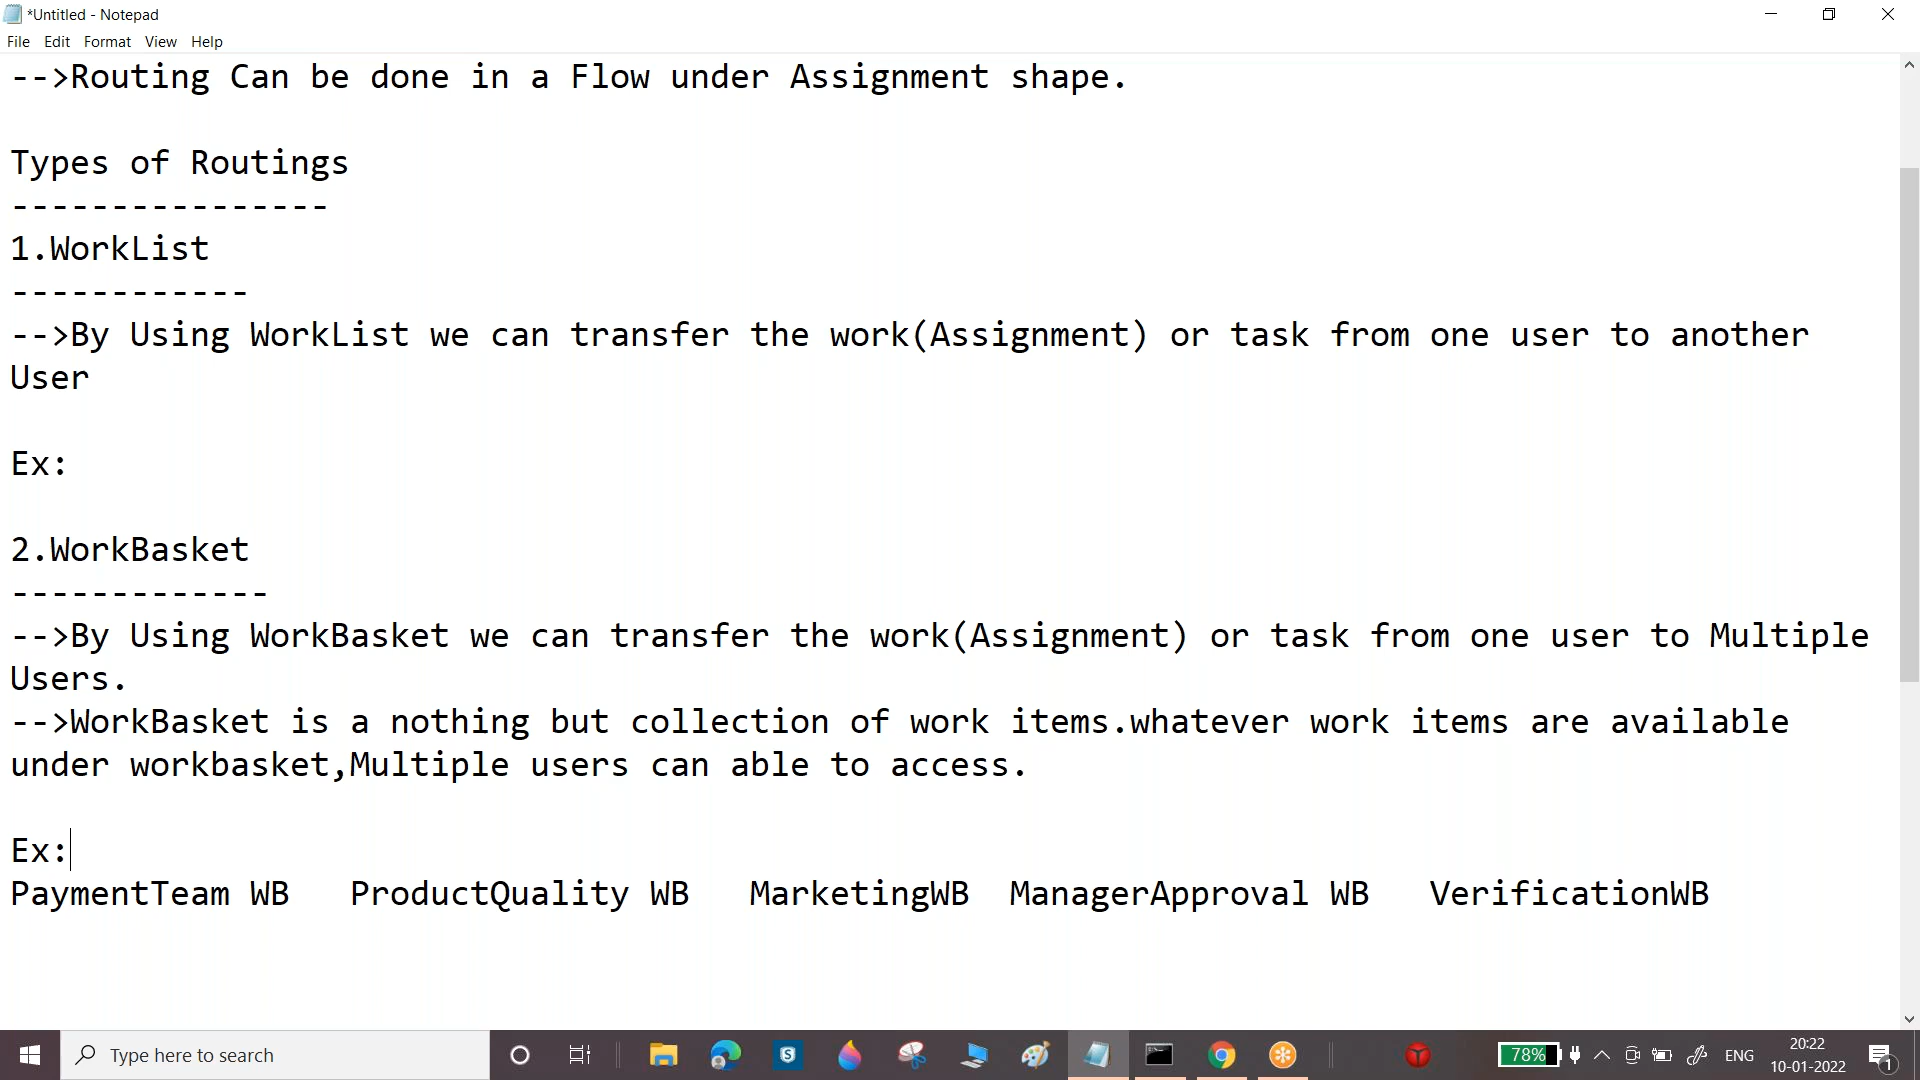 *Untitled - Notepad
File Edit Format View Help
-->Routing Can be done in a Flow under Assignment shape.
Types of Routings
----------------
1.WorkList
------------
-->By Using WorkList we can transfer the work(Assignment) or task from one user to another
User
Ex:
2.WorkBasket
-------------
-->By Using WorkBasket we can transfer the work(Assignment) or task from one user to Multiple
Users.
-->WorkBasket is a nothing but collection of work items.whatever work items are available
under workbasket,Multiple users can able to access.
Ex:
PaymentTeam WB   ProductQuality WB   MarketingWB  ManagerApproval WB   VerificationWB
Type here to search
S
78%
ENG
20:22
10-01-2022
1